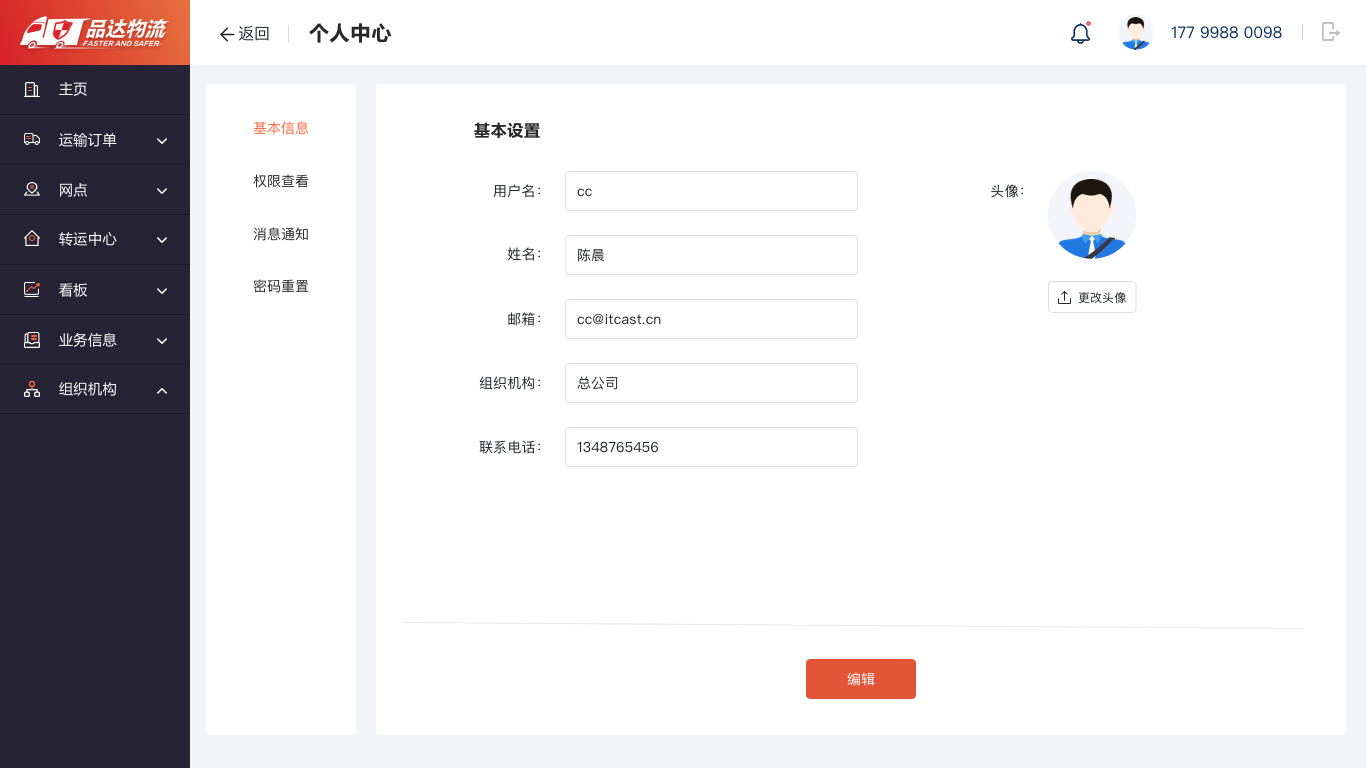 品达物流
FASTER AND SAFER
主页
运输订单
网点
转运中心
看板
业务信息
组织机构
返回
个人中心
177 9988 0098
基本信息
权限查看
消息通知
密码重置
基本设置
用户名：
cc
姓名：
陈晨
邮箱：
cc@itcast.cn
组织机构：
总公司
联系电话：
1348765456
头像：
更改头像
编辑